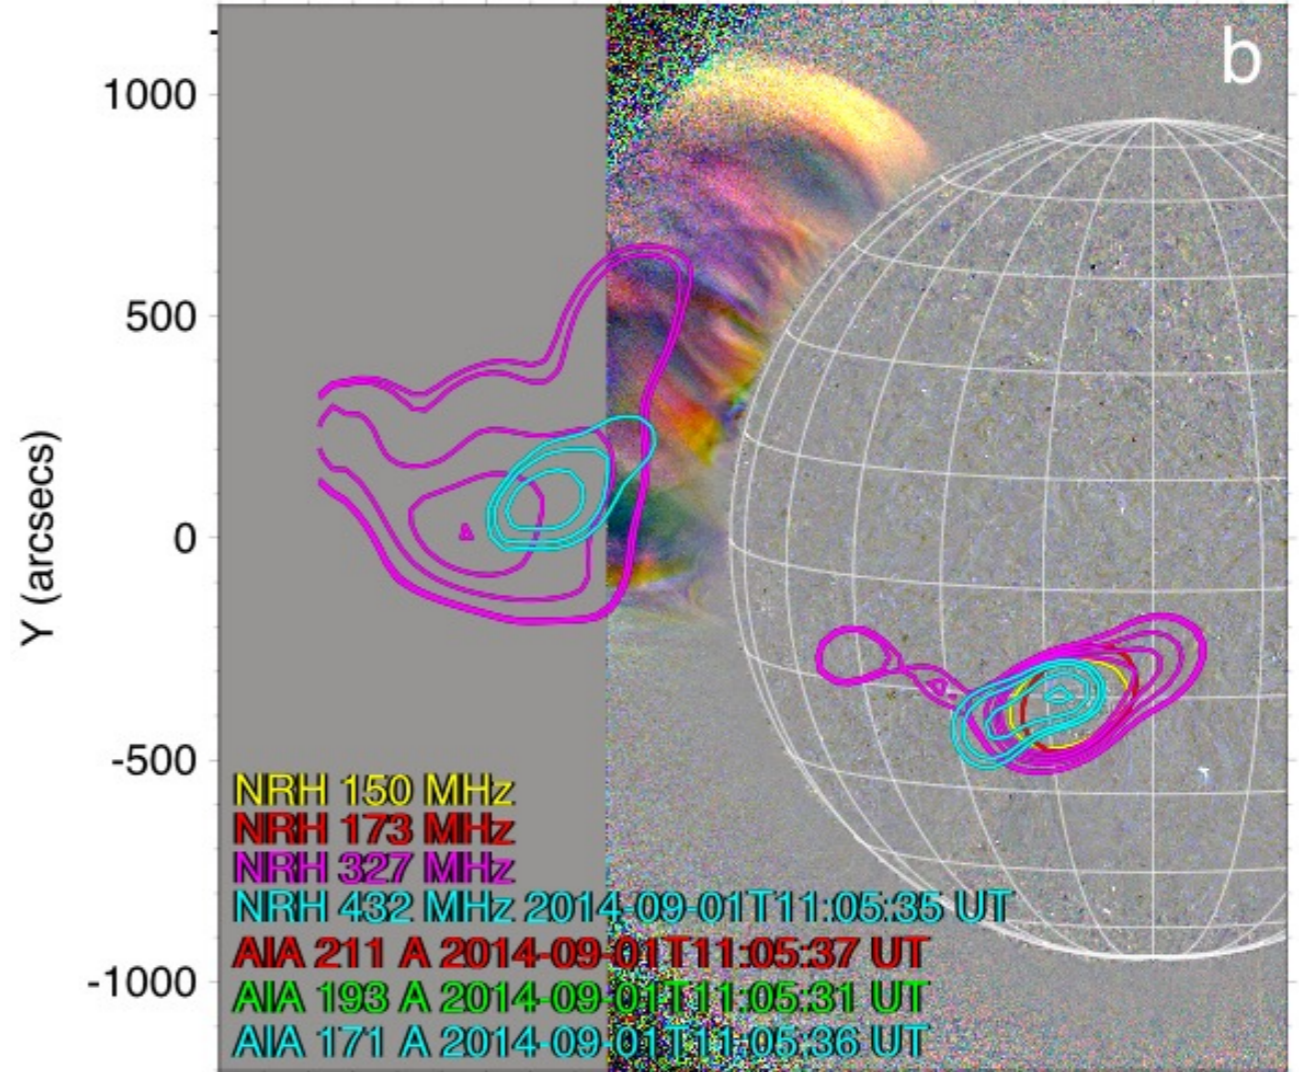 b
1000
500
0
-500
-1000
Y (arcsecs)
NRH 150 MHz
NRH 173 MHz
NRH 327 MHz
NRH 432 MHz 2014-09-01T11:05:35 UT
AIA 211 A 2014-09-01T11:05:37 UT
AIA 193 A 2014-09-01T11:05:31 UT
AIA 171 A 2014-09-01T11:05:36 UT